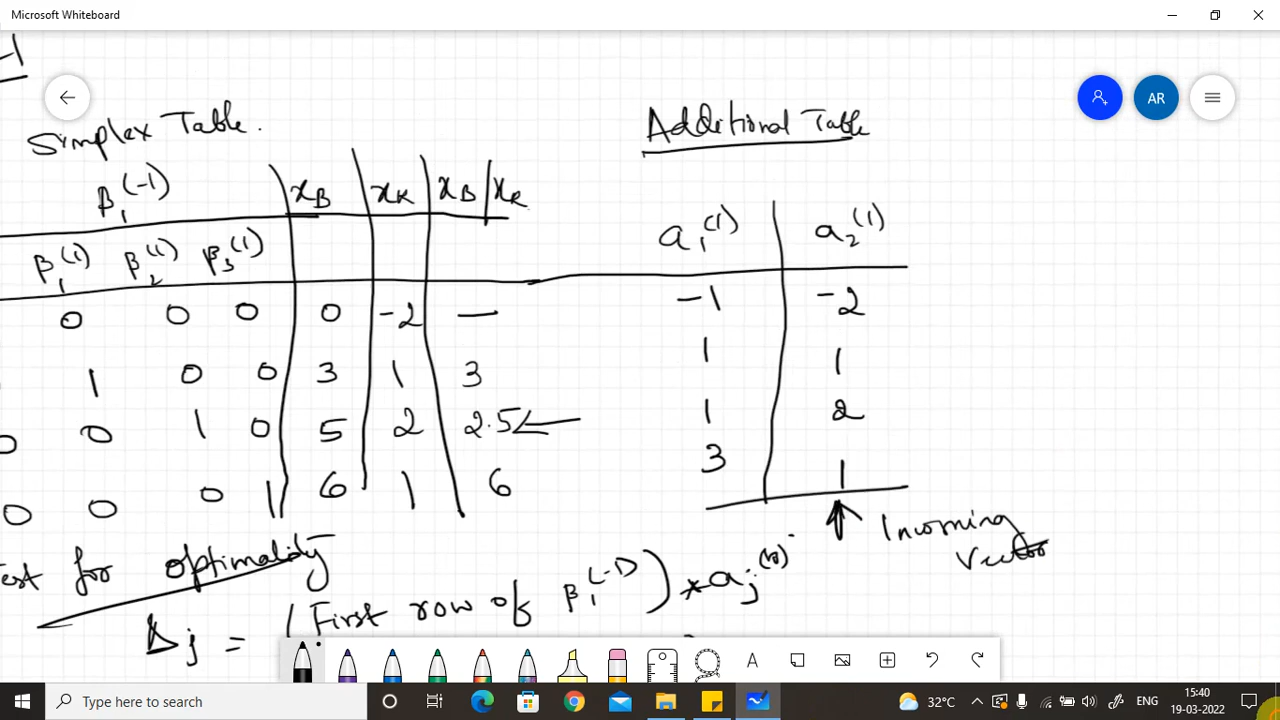 Microsoft Whiteboard
-1
AR
Simplex Table.
Additional Table
β₁⁽⁻¹⁾ xB xK xB/xK
β₁⁽¹⁾ β₂⁽¹⁾ β₃⁽¹⁾ a₁⁽¹⁾ a₂⁽¹⁾
0 0 0 0 -2 — -1 -2
1 0 0 3 1 3 1 1
0 0 1 0 5 2 2.5 ← 1 2
0 0 0 1 6 1 6 3 1
↑ Incoming
Vector
est for optimality
Δj = (First row of β₁⁽⁻¹⁾) * aj
A
Type here to search
32°C
ENG
15:40
19-03-2022